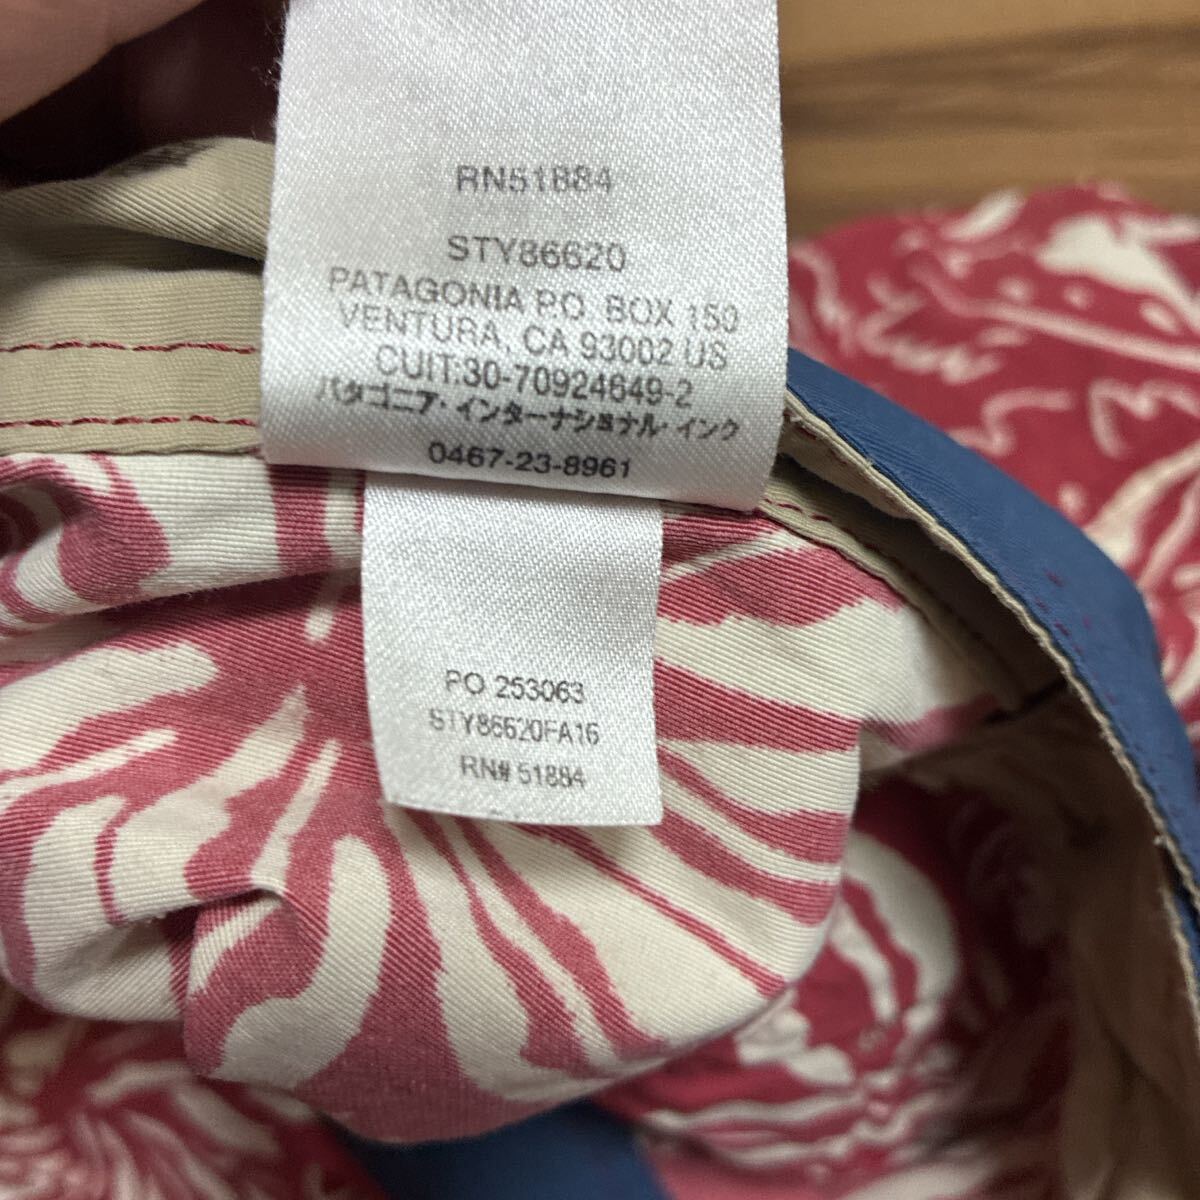 RN51884
STY86620
PATAGONIA P.O. BOX 150
VENTURA, CA 93002 US
CUIT:30-70924649-2
パタゴニア・インターナショナル・インク
0467-23-8961
PO 253063
STY86620FA16
RN# 51884